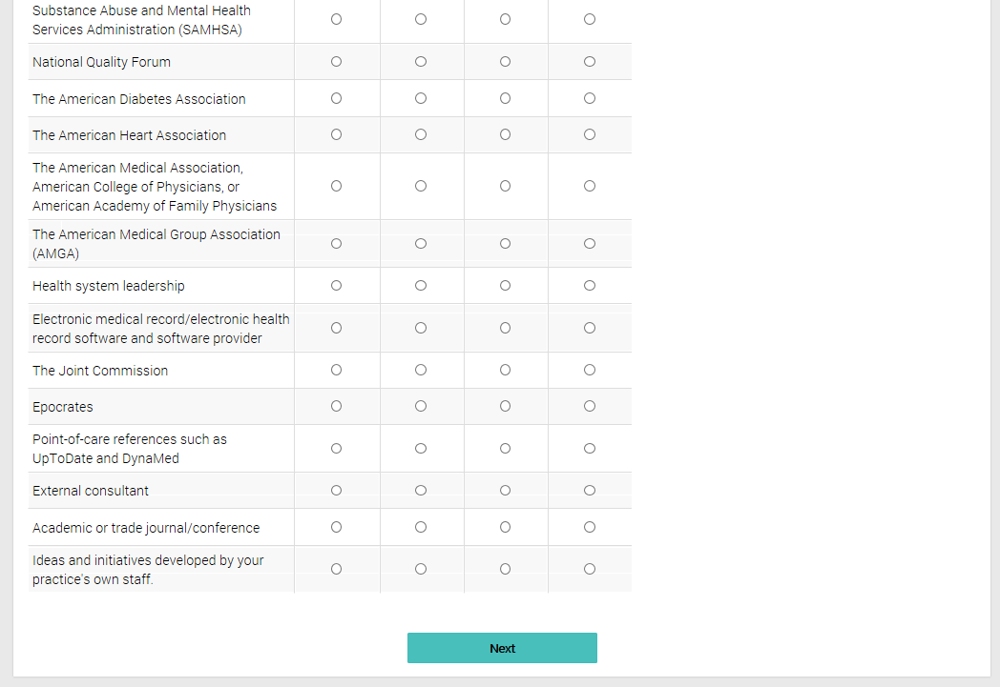 Substance Abuse and Mental Health
Services Administration (SAMHSA)
National Quality Forum
The American Diabetes Association
The American Heart Association
The American Medical Association,
American College of Physicians, or
American Academy of Family Physicians
The American Medical Group Association
(AMGA)
Health system leadership
Electronic medical record/electronic health
record software and software provider
The Joint Commission
Epocrates
Point-of-care references such as
UpToDate and DynaMed
External consultant
Academic or trade journal/conference
Ideas and initiatives developed by your
practice's own staff.
Next